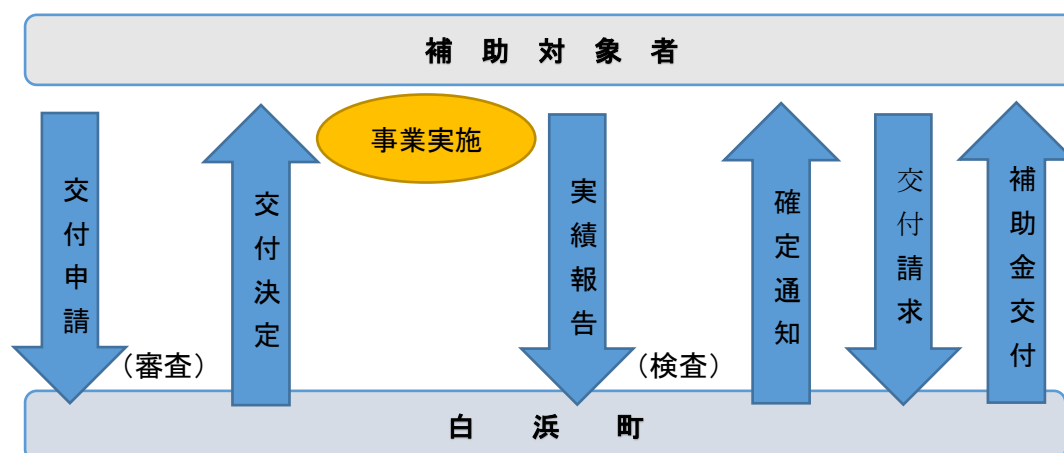 補助対象者
事業実施
交付申請
（審査）
交付決定
実績報告
（検査）
確定通知
交付請求
補助金交付
白浜町